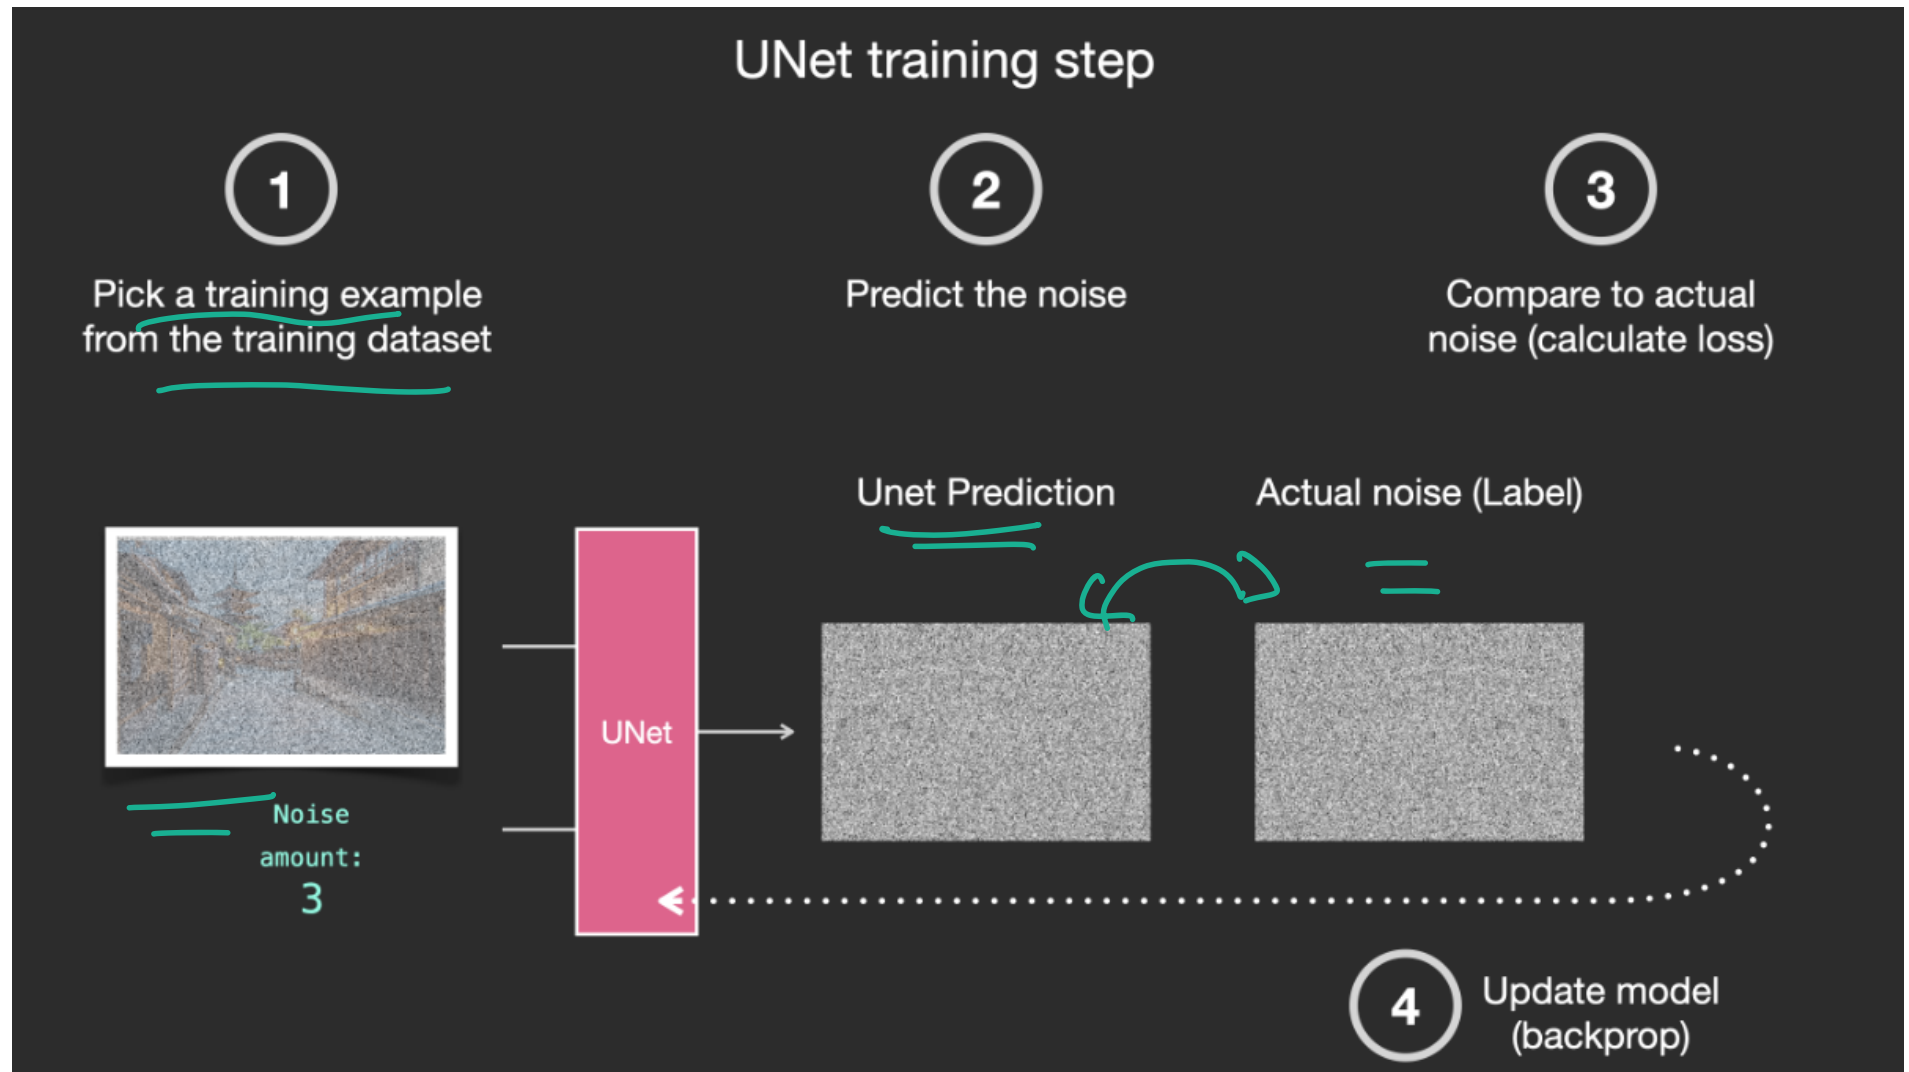 UNet training step
1
Pick a training example
from the training dataset
2
Predict the noise
3
Compare to actual
noise (calculate loss)
Unet Prediction
Actual noise (Label)
UNet
Noise
amount:
3
4
Update model
(backprop)